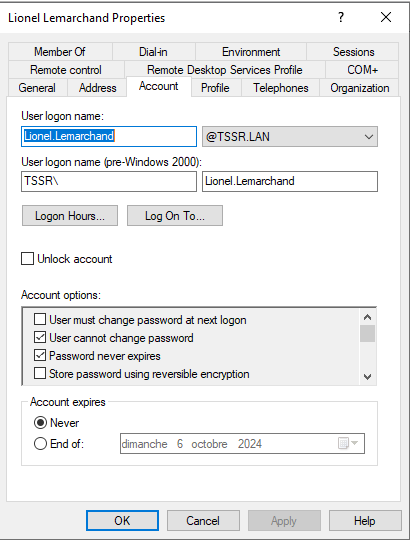 Lionel Lemarchand Properties ? ×
Member Of Dial-in Environment Sessions
Remote control Remote Desktop Services Profile COM+
General Address Account Profile Telephones Organization
User logon name:
Lionel.Lemarchand @TSSR.LAN
User logon name (pre-Windows 2000):
TSSR\ Lionel.Lemarchand
Logon Hours... Log On To...
Unlock account
Account options:
User must change password at next logon
User cannot change password
Password never expires
Store password using reversible encryption
Account expires
Never
End of: dimanche 6 octobre 2024
OK Cancel Apply Help